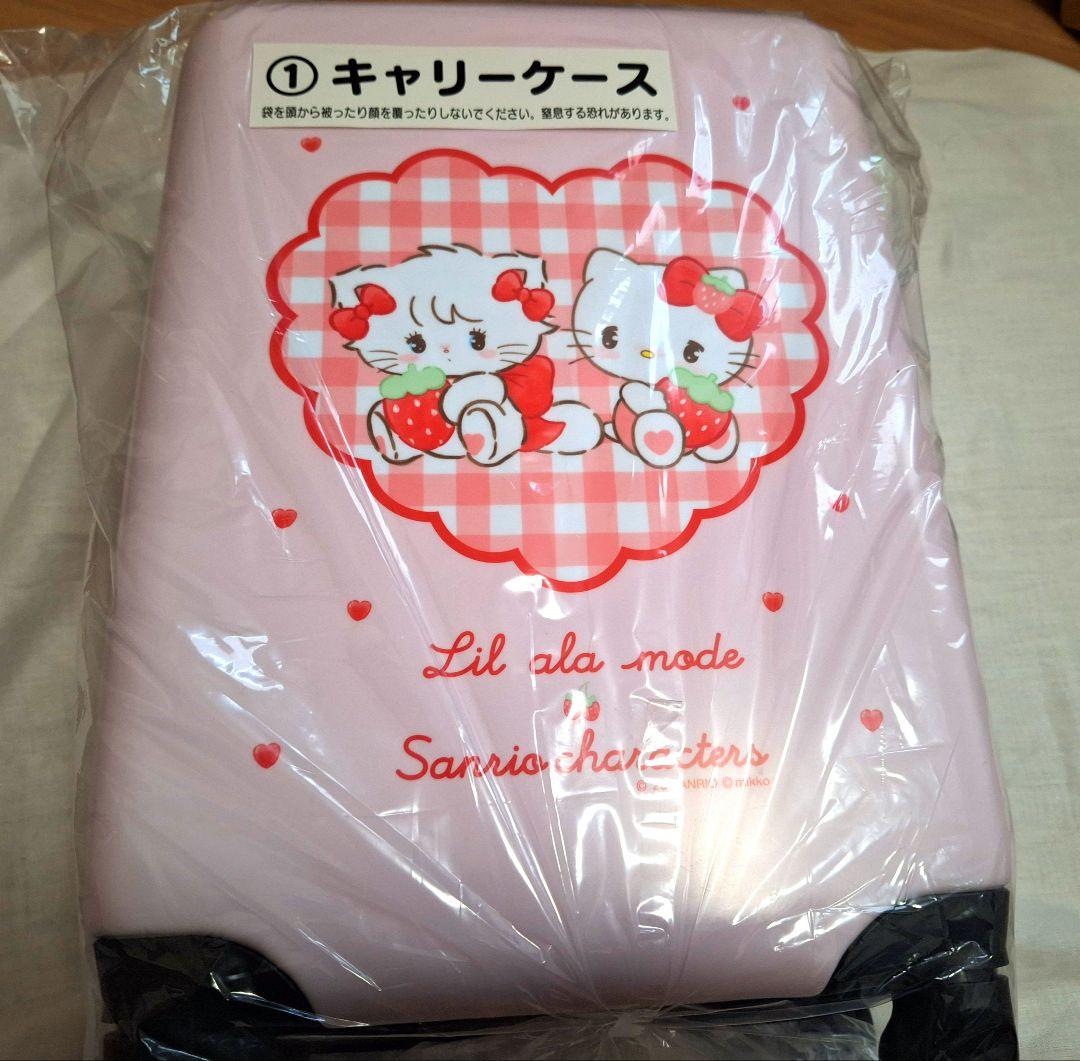 ① キャリーケース
袋を頭から被ったり顔を覆ったりしないでください。窒息する恐れがあります。
Lil ala mode
Sanrio characters
© ANRIO © mikko